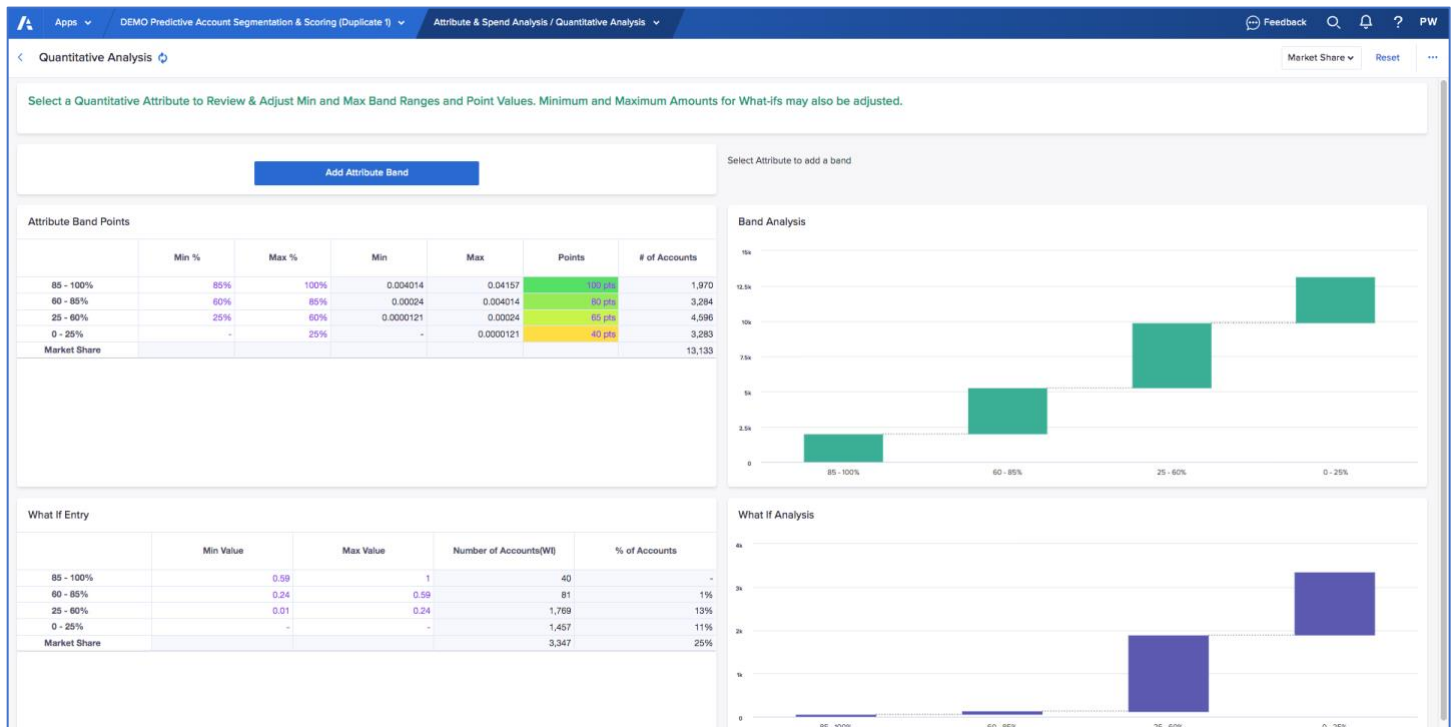 Apps DEMO Predictive Account Segmentation & Scoring (Duplicate 1) Attribute & Spend Analysis / Quantitative Analysis Feedback ? PW
Quantitative Analysis Market Share Reset ...
Select a Quantitative Attribute to Review & Adjust Min and Max Band Ranges and Point Values. Minimum and Maximum Amounts for What-ifs may also be adjusted.
Add Attribute Band
Select Attribute to add a band
Attribute Band Points
Min % Max % Min Max Points # of Accounts
85 - 100% 85% 100% 0.004014 0.04157 100 pts 1,970
60 - 85% 60% 85% 0.00024 0.004014 80 pts 3,284
25 - 60% 25% 60% 0.0000121 0.00024 65 pts 4,596
0 - 25% - 25% - 0.0000121 40 pts 3,283
Market Share 13,133
Band Analysis
15k
12.5k
10k
7.5k
5k
2.5k
0
85 - 100% 60 - 85% 25 - 60% 0 - 25%
What If Entry
Min Value Max Value Number of Accounts(WI) % of Accounts
85 - 100% 0.59 1 40 -
60 - 85% 0.24 0.59 81 1%
25 - 60% 0.01 0.24 1,769 13%
0 - 25% - - 1,457 11%
Market Share 3,347 25%
What If Analysis
4k
3k
2k
1k
0
85 - 100% 60 - 85% 25 - 60% 0 - 25%